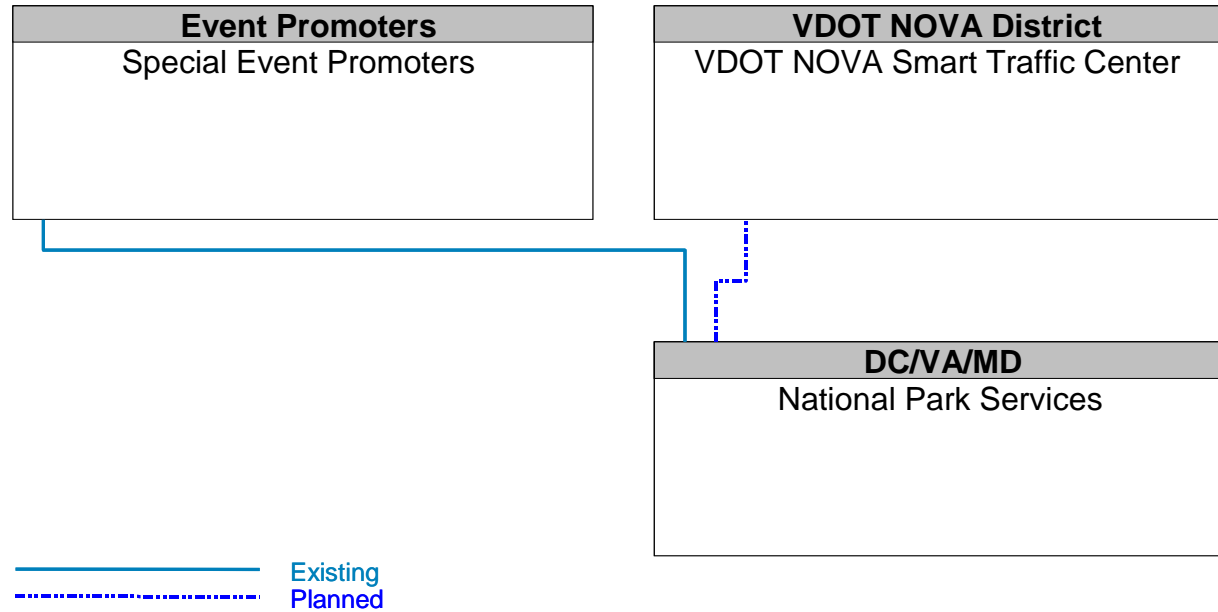 Event Promoters
Special Event Promoters
VDOT NOVA District
VDOT NOVA Smart Traffic Center
DC/VA/MD
National Park Services
Existing
Planned